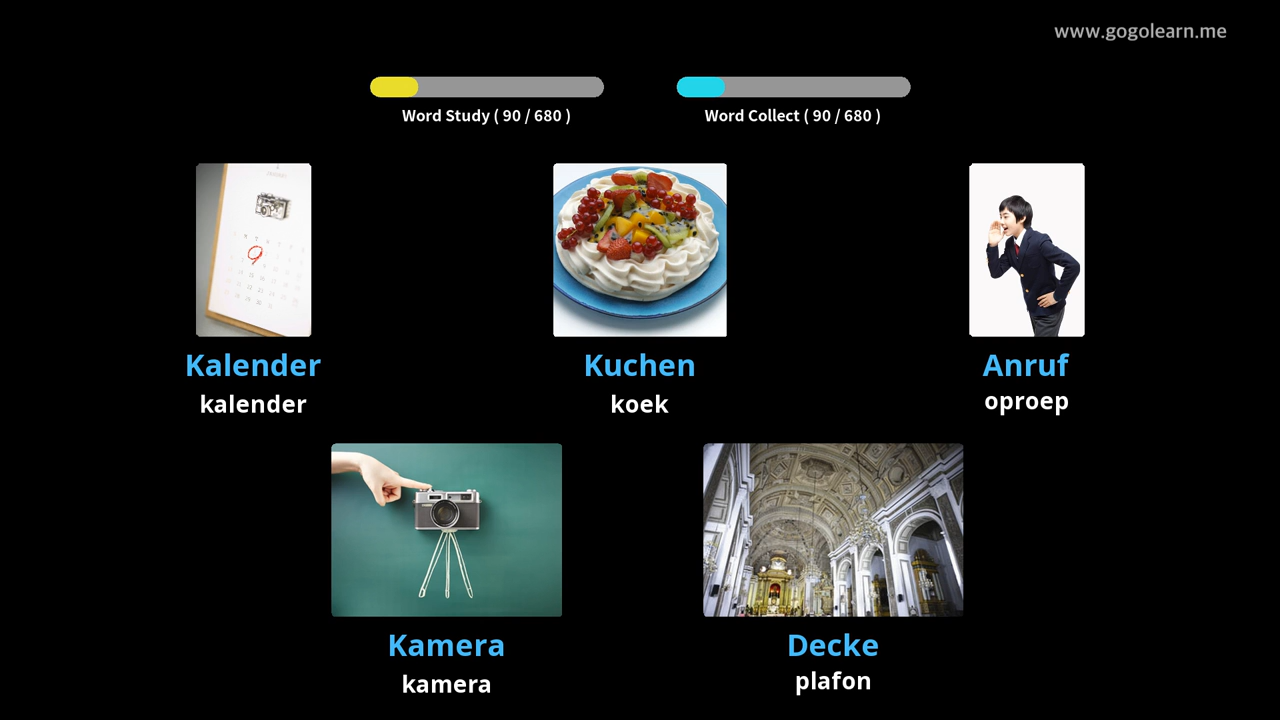 www.gogolearn.me
Word Study ( 90 / 680 )
Word Collect ( 90 / 680 )
Kalender
kalender
Kuchen
koek
Anruf
oproep
Kamera
kamera
Decke
plafon